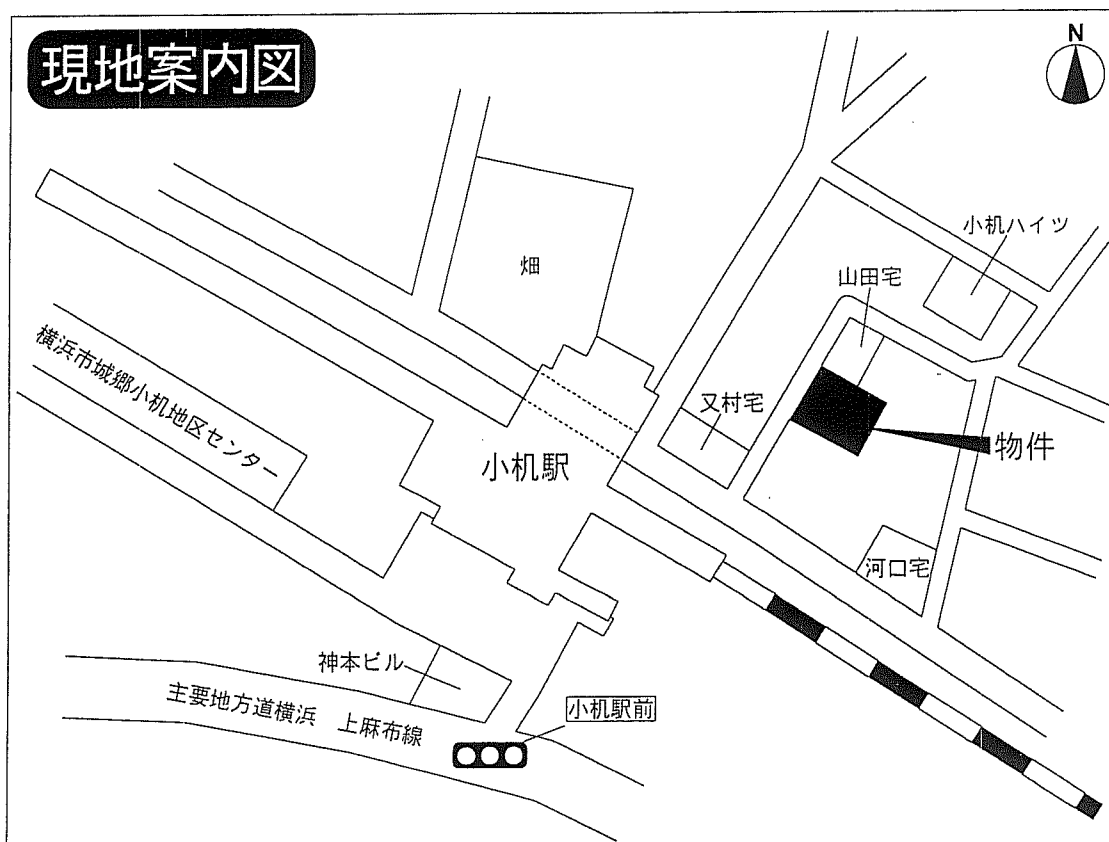 現地案内図
N
小机ハイツ
山田宅
畑
横浜市城郷小机地区センター
又村宅
物件
小机駅
河口宅
神本ビル
主要地方道横浜 上麻布線
小机駅前